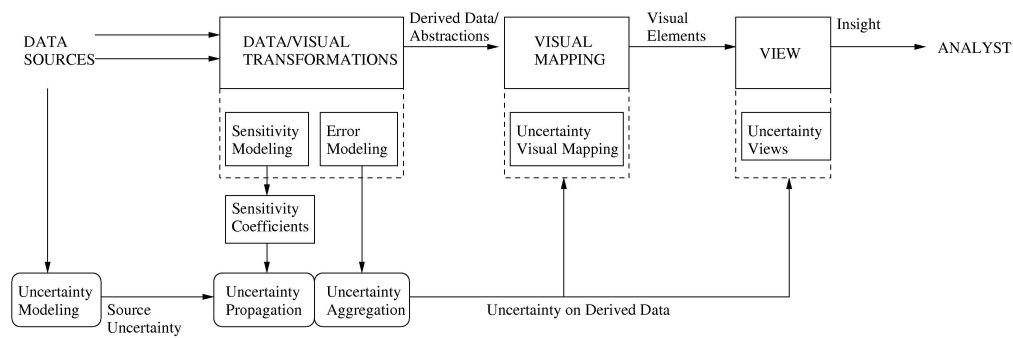 DATA
SOURCES
DATA/VISUAL
TRANSFORMATIONS
Derived Data/
Abstractions
VISUAL
MAPPING
Visual
Elements
VIEW
Insight
ANALYST
Sensitivity
Modeling
Error
Modeling
Uncertainty
Visual Mapping
Uncertainty
Views
Sensitivity
Coefficients
Uncertainty
Modeling
Source
Uncertainty
Uncertainty
Propagation
Uncertainty
Aggregation
Uncertainty on Derived Data